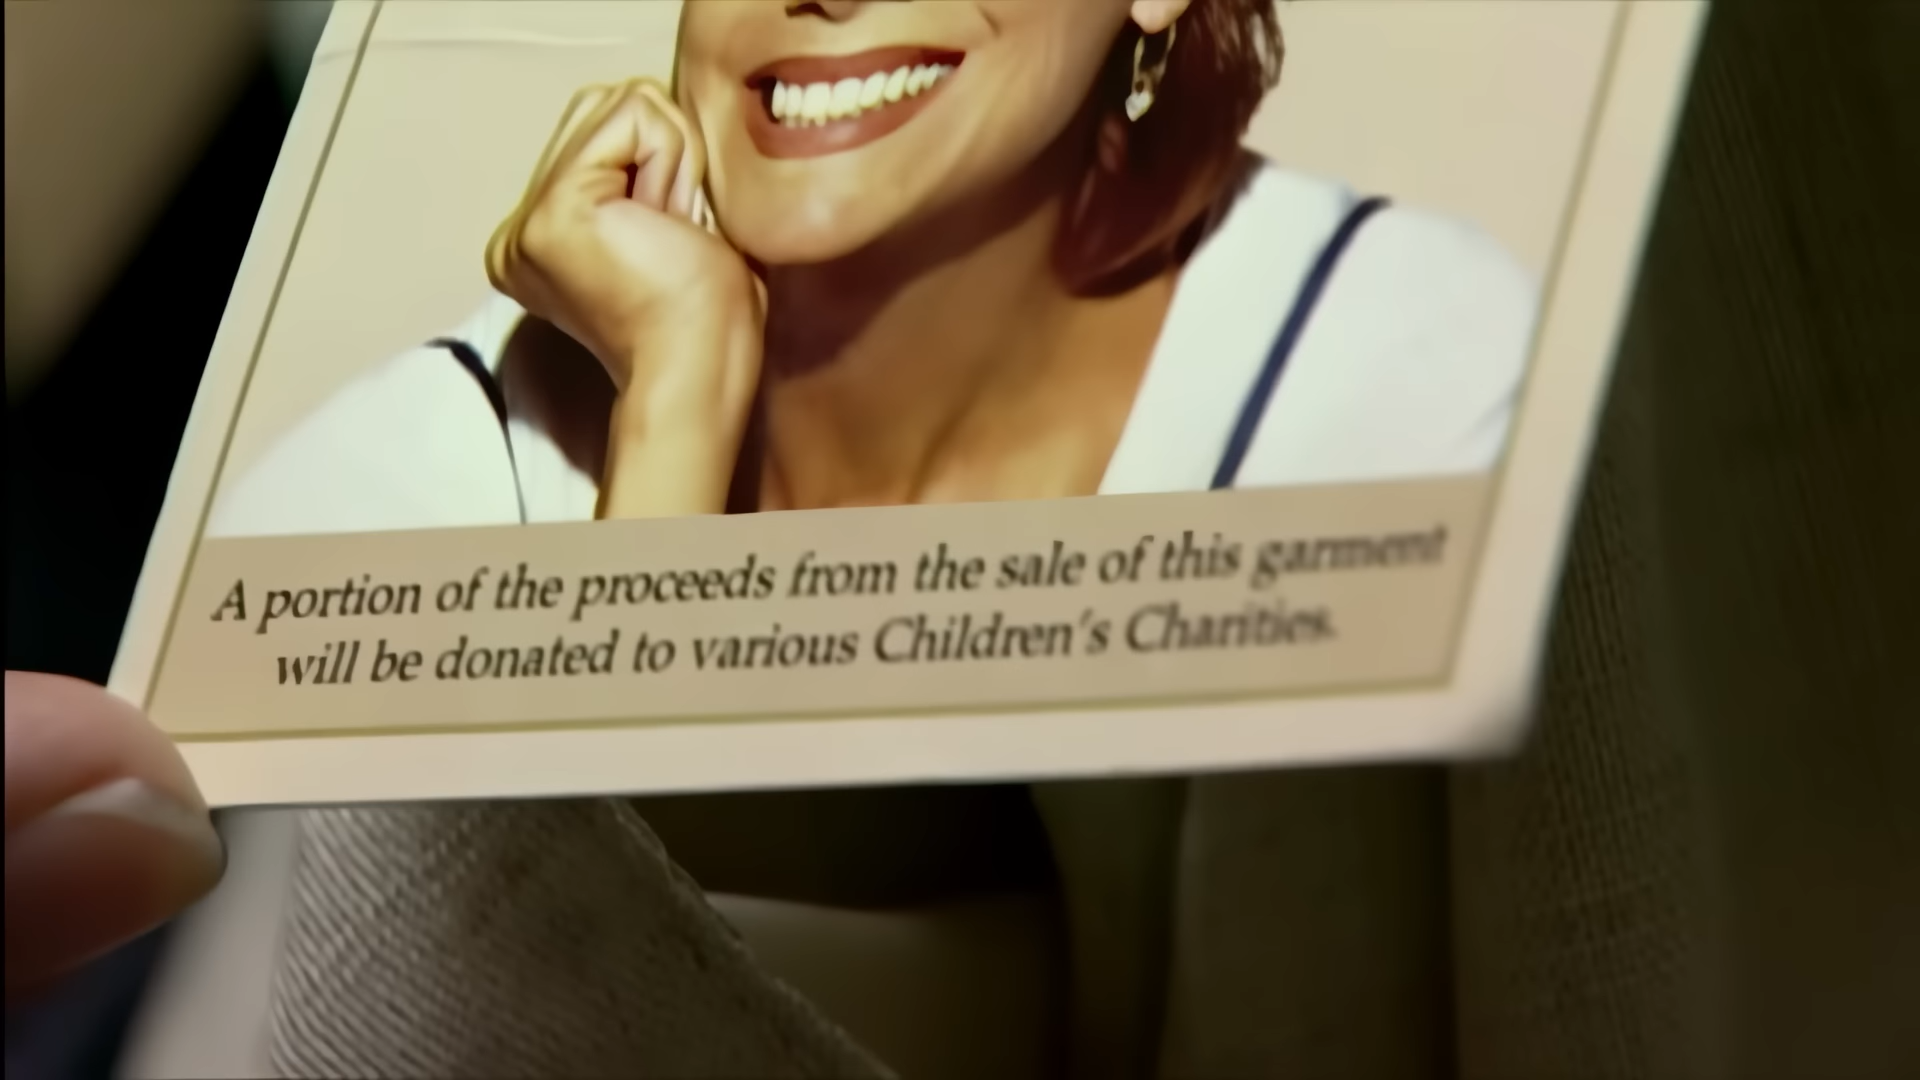 A portion of the proceeds from the sale of this garment
will be donated to various Children's Charities.